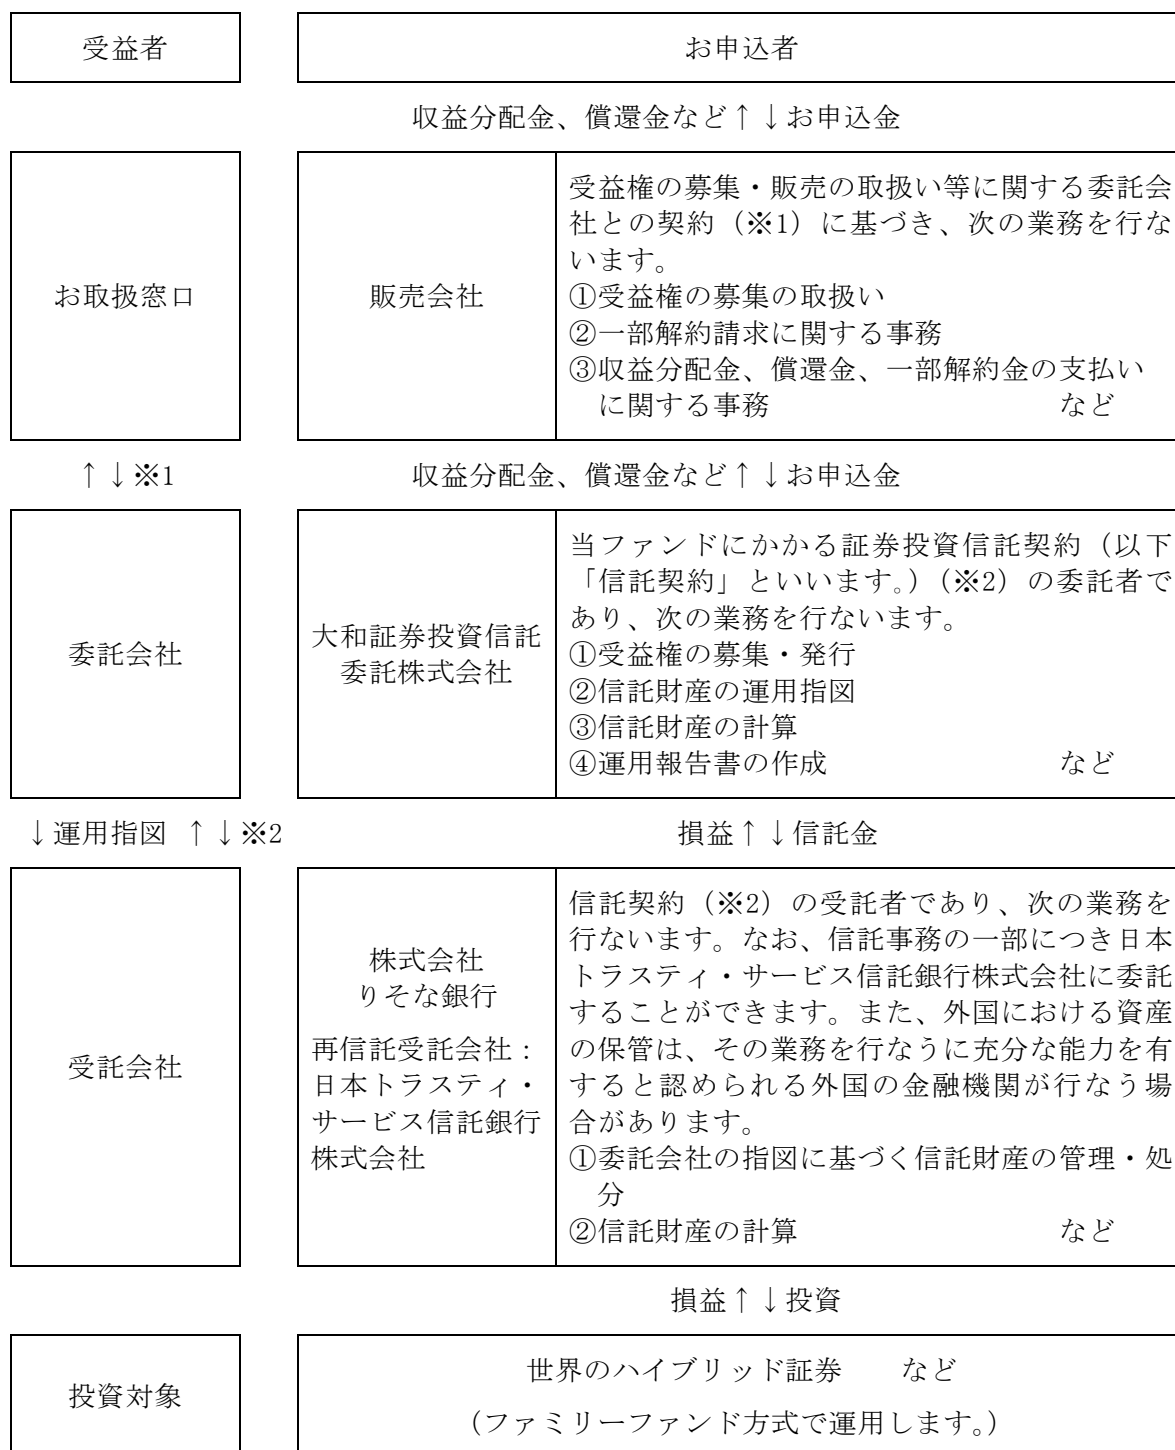 受益者
お申込者
収益分配金、償還金など↑↓お申込金
お取扱窓口
販売会社
受益権の募集・販売の取扱い等に関する委託会
社との契約（※1）に基づき、次の業務を行な
います。
①受益権の募集の取扱い
②一部解約請求に関する事務
③収益分配金、償還金、一部解約金の支払い
に関する事務 など
↑↓※1
収益分配金、償還金など↑↓お申込金
委託会社
大和証券投資信託
委託株式会社
当ファンドにかかる証券投資信託契約（以下
「信託契約」といいます。）（※2）の委託者で
あり、次の業務を行ないます。
①受益権の募集・発行
②信託財産の運用指図
③信託財産の計算
④運用報告書の作成 など
↓運用指図 ↑↓※2
損益↑↓信託金
受託会社
株式会社
りそな銀行
再信託受託会社：
日本トラスティ・
サービス信託銀行
株式会社
信託契約（※2）の受託者であり、次の業務を
行ないます。なお、信託事務の一部につき日本
トラスティ・サービス信託銀行株式会社に委託
することができます。また、外国における資産
の保管は、その業務を行なうに充分な能力を有
すると認められる外国の金融機関が行なう場
合があります。
①委託会社の指図に基づく信託財産の管理・処
分
②信託財産の計算 など
損益↑↓投資
投資対象
世界のハイブリッド証券 など
（ファミリーファンド方式で運用します。）